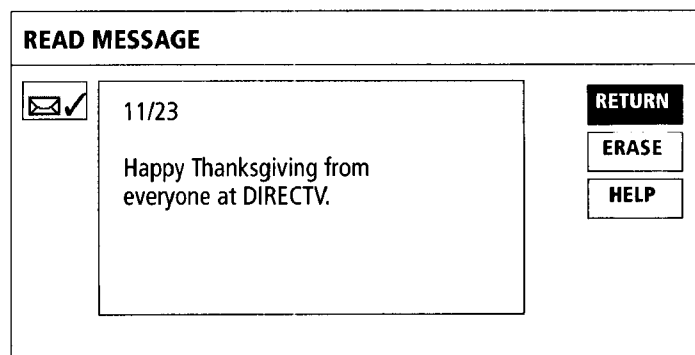 READ MESSAGE
11/23
Happy Thanksgiving from
everyone at DIRECTV.
RETURN
ERASE
HELP